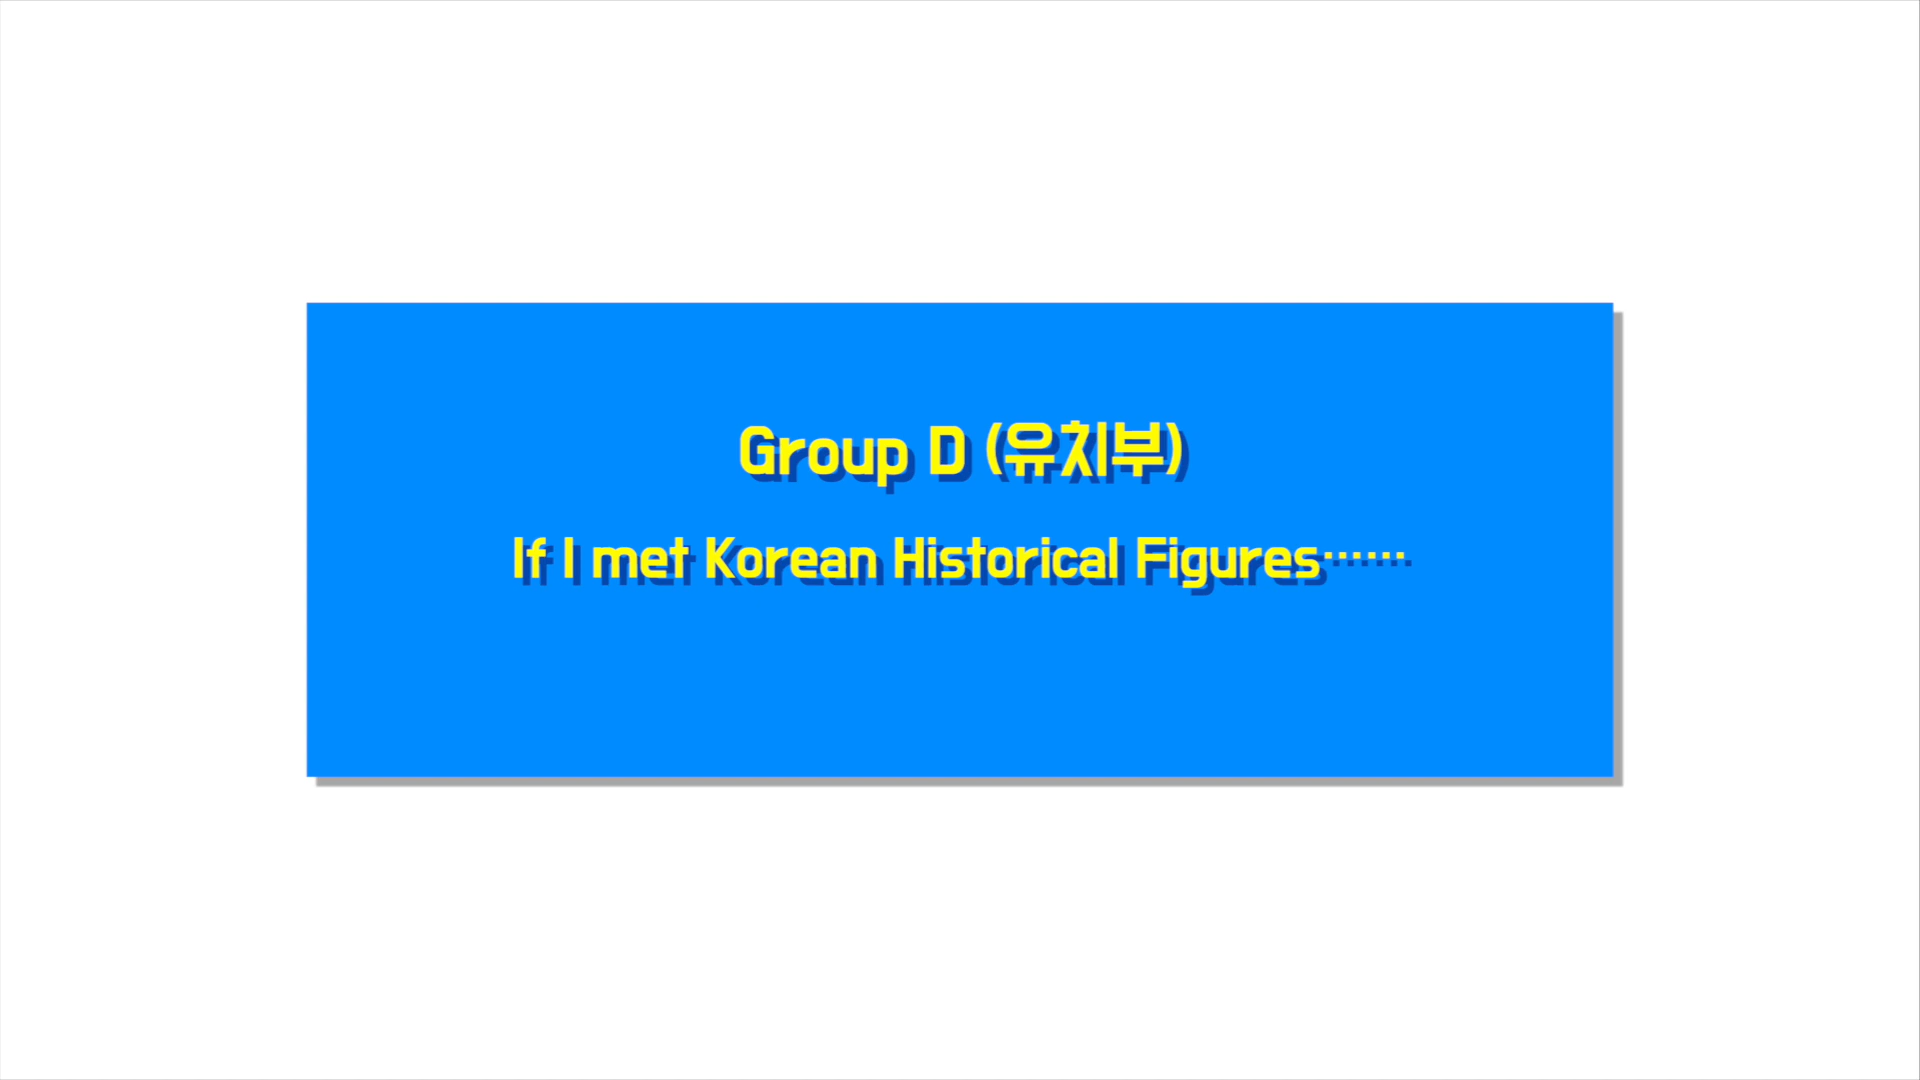 Group D (유치부)
If I met Korean Historical Figures……